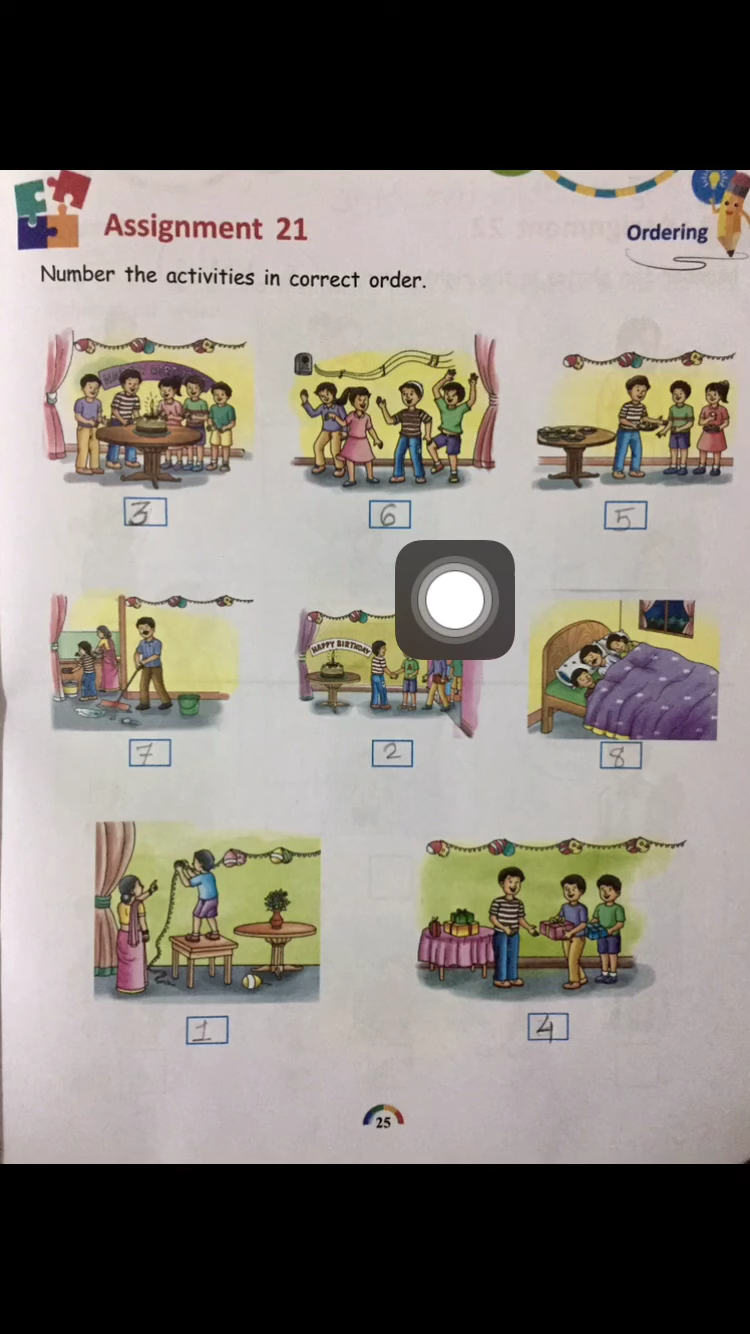 Assignment 21
Ordering
Number the activities in correct order.
3
6
5
HAPPY BIRTHDAY
7
2
8
1
4
25